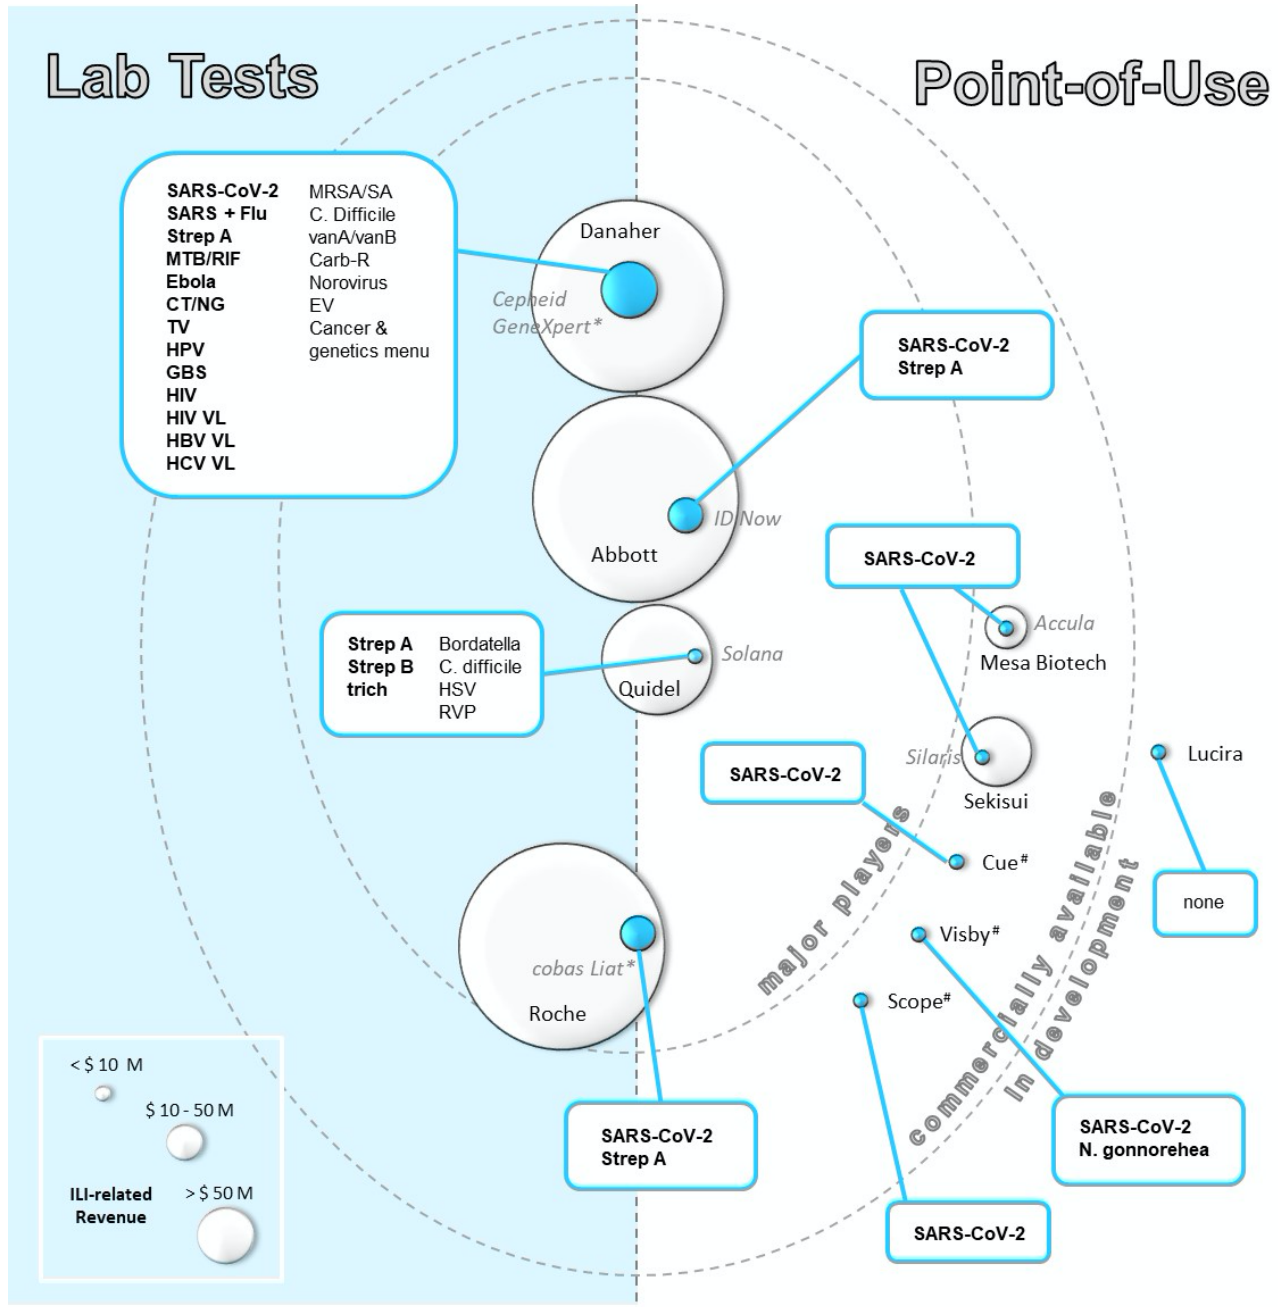 Lab Tests
Point-of-Use
SARS-CoV-2
SARS + Flu
Strep A
MTB/RIF
Ebola
CT/NG
TV
HPV
GBS
HIV
HIV VL
HBV VL
HCV VL
MRSA/SA
C. Difficile
vanA/vanB
Carb-R
Norovirus
EV
Cancer &
genetics menu
Danaher
Cepheid
GeneXpert*
SARS-CoV-2
Strep A
ID Now
Abbott
SARS-CoV-2
Accula
Mesa Biotech
Strep A
Strep B
trich
Bordatella
C. difficile
HSV
RVP
Solana
Quidel
Silaris
Sekisui
SARS-CoV-2
Lucira
Cue#
none
major players
commercially available
In development
Visby#
cobas Liat*
Roche
Scope#
< $ 10 M
$ 10 - 50 M
> $ 50 M
ILI-related
Revenue
SARS-CoV-2
Strep A
SARS-CoV-2
N. gonnorehea
SARS-CoV-2